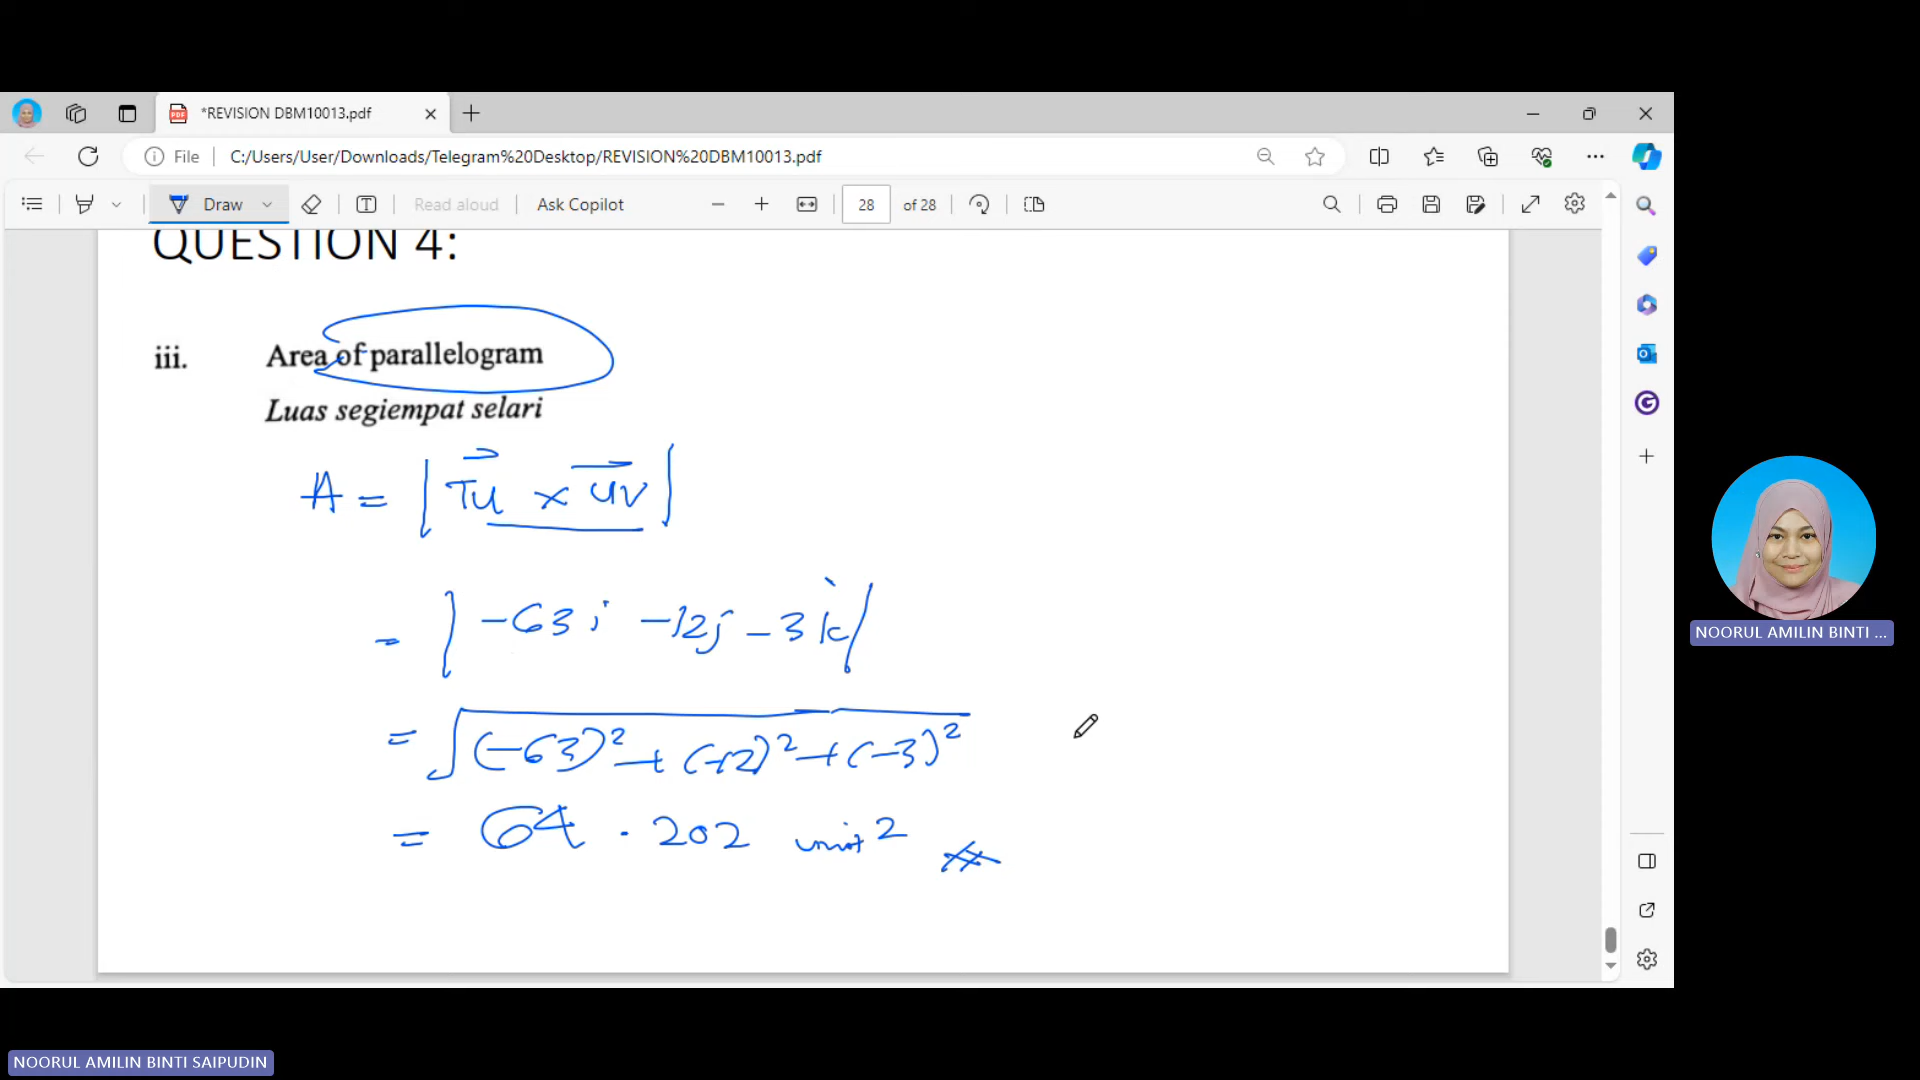 *REVISION DBM10013.pdf
File
C:/Users/User/Downloads/Telegram%20Desktop/REVISION%20DBM10013.pdf
Draw
Read aloud
Ask Copilot
28
of 28
QUESTION 4:
iii. Area of parallelogram
Luas segiempat selari
A = | TU × UV |
= | -63i -12j - 3k |
= √(-63)² + (-12)² + (-3)²
= 64.202 unit²
NOORUL AMILIN BINTI ...
NOORUL AMILIN BINTI SAIPUDIN